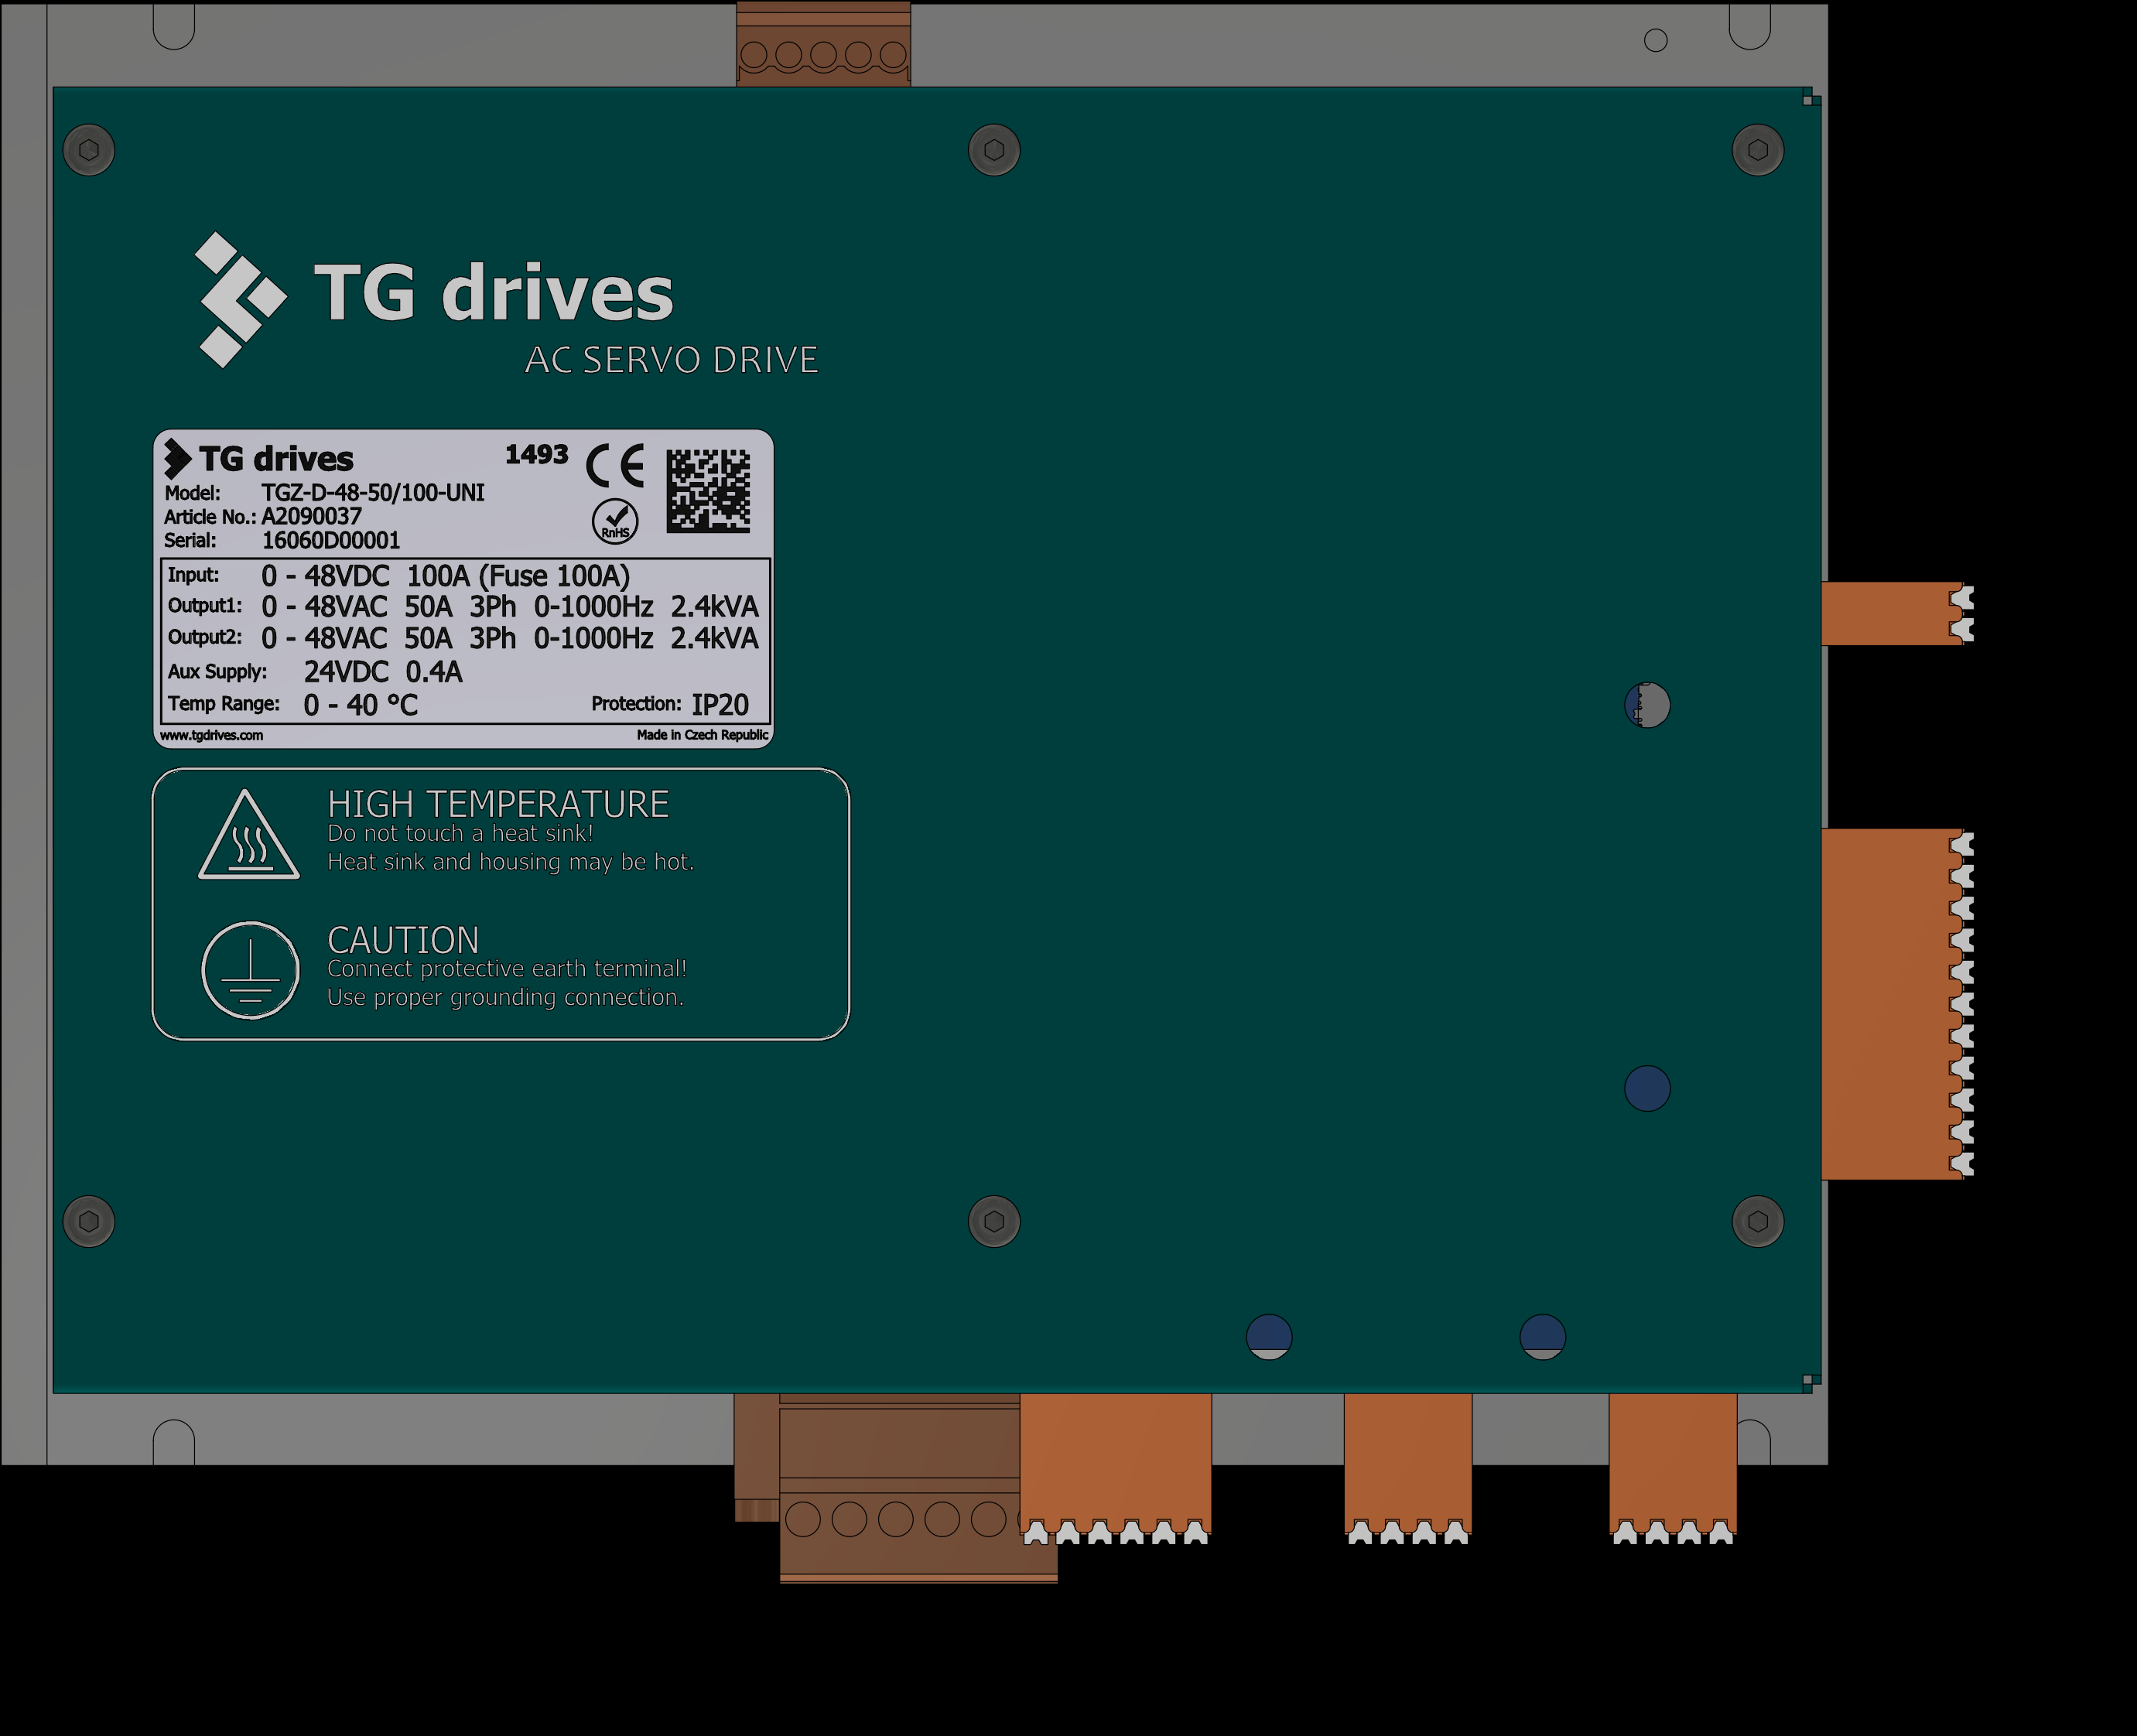 TG drives
AC SERVO DRIVE
TG drives 1493 CE
Model: TGZ-D-48-50/100-UNI
Article No.: A2090037
Serial: 16060D00001
RnHS
Input: 0 - 48VDC 100A (Fuse 100A)
Output1: 0 - 48VAC 50A 3Ph 0-1000Hz 2.4kVA
Output2: 0 - 48VAC 50A 3Ph 0-1000Hz 2.4kVA
Aux Supply: 24VDC 0.4A
Temp Range: 0 - 40 °C Protection: IP20
www.tgdrives.com Made in Czech Republic
HIGH TEMPERATURE
Do not touch a heat sink!
Heat sink and housing may be hot.
CAUTION
Connect protective earth terminal!
Use proper grounding connection.